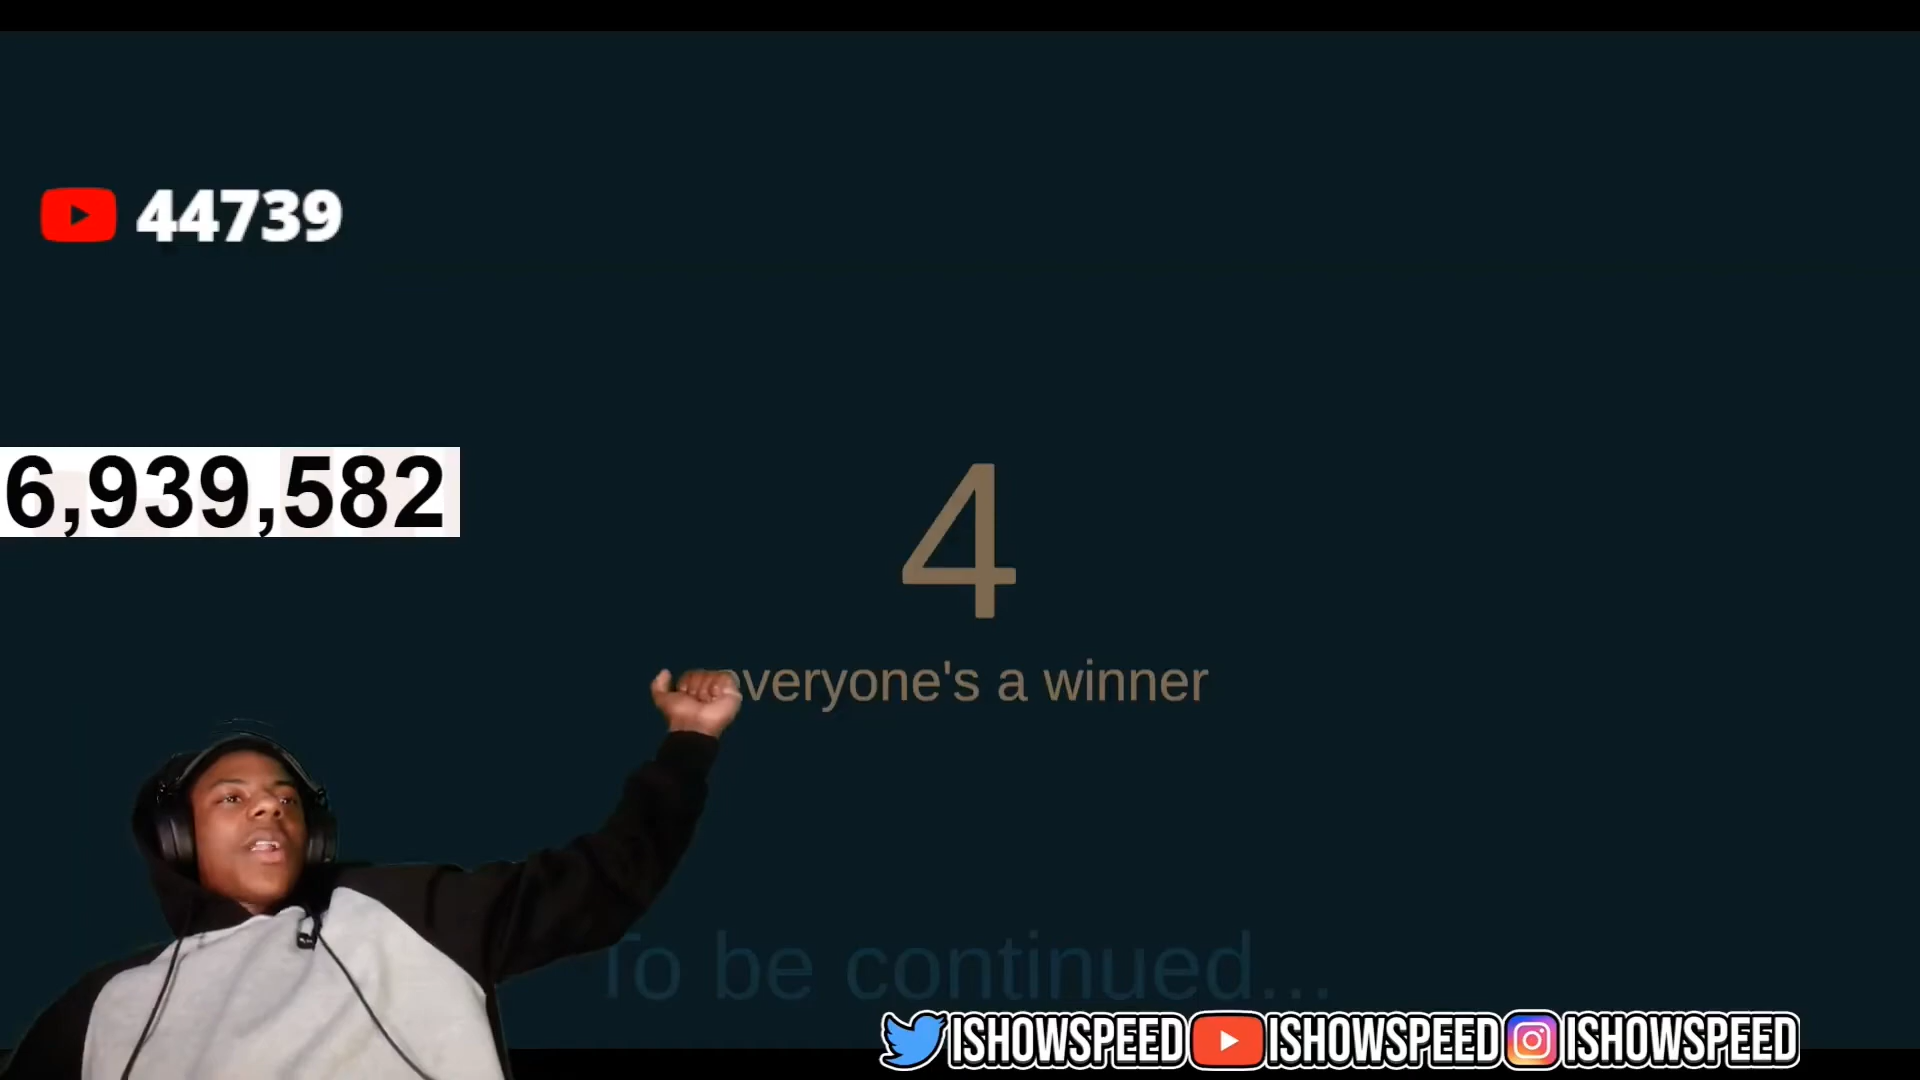 44739
6,939,582
4
everyone's a winner
To be continued...
ISHOWSPEED ISHOWSPEED ISHOWSPEED